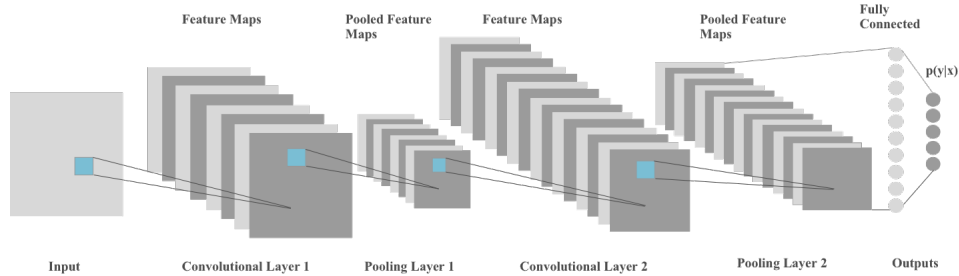 Feature Maps
Pooled Feature
Maps
Feature Maps
Pooled Feature
Maps
Fully
Connected
p(y|x)
Input
Convolutional Layer 1
Pooling Layer 1
Convolutional Layer 2
Pooling Layer 2
Outputs